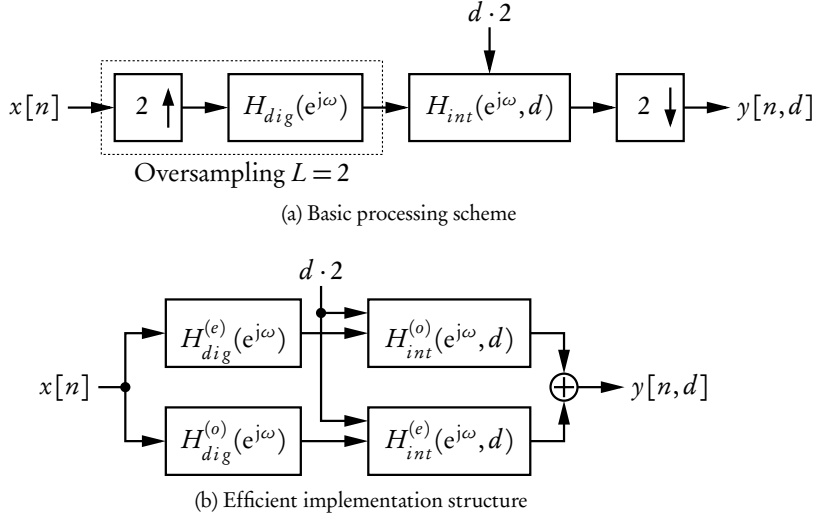 d · 2
x[n] 2 H_dig(e^jω) H_int(e^jω, d) 2 y[n, d]
Oversampling L = 2
(a) Basic processing scheme
d · 2
H_dig^(e)(e^jω) H_int^(o)(e^jω, d)
x[n] y[n, d]
H_dig^(o)(e^jω) H_int^(e)(e^jω, d)
(b) Efficient implementation structure